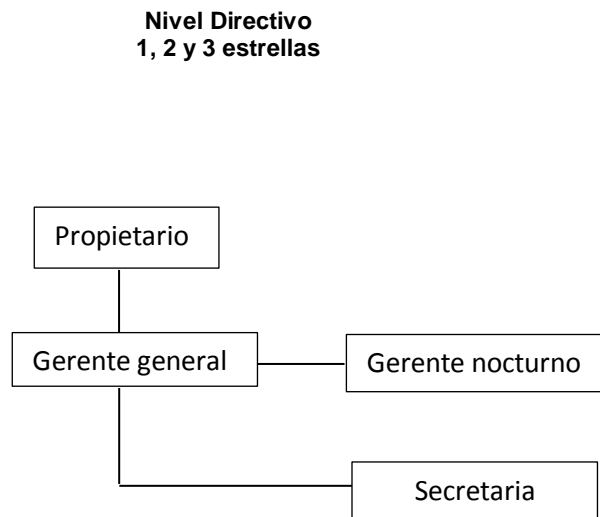 Nivel Directivo
1, 2 y 3 estrellas
Propietario
Gerente general
Gerente nocturno
Secretaria